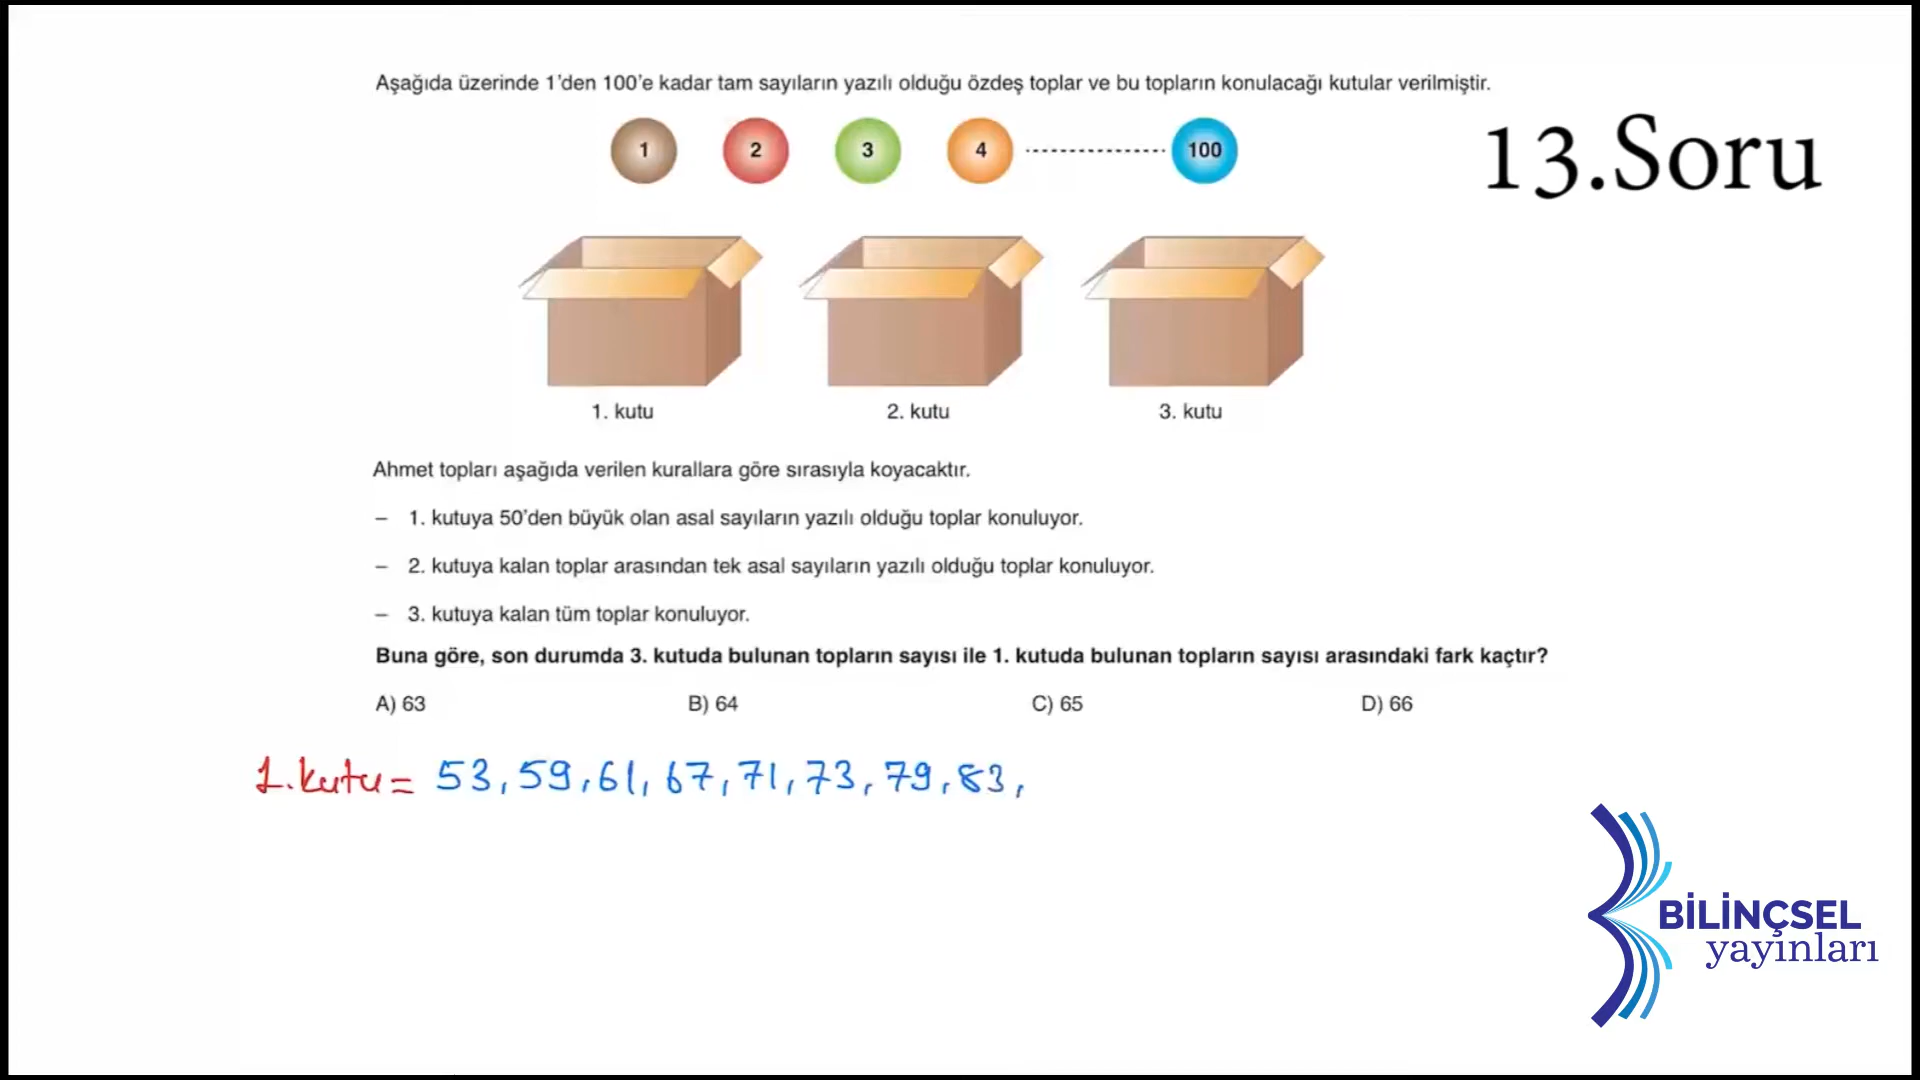 Aşağıda üzerinde 1'den 100'e kadar tam sayıların yazılı olduğu özdeş toplar ve bu topların konulacağı kutular verilmiştir.
1 2 3 4 ------------- 100
13.Soru
1. kutu 2. kutu 3. kutu
Ahmet topları aşağıda verilen kurallara göre sırasıyla koyacaktır.
– 1. kutuya 50'den büyük olan asal sayıların yazılı olduğu toplar konuluyor.
– 2. kutuya kalan toplar arasından tek asal sayıların yazılı olduğu toplar konuluyor.
– 3. kutuya kalan tüm toplar konuluyor.
Buna göre, son durumda 3. kutuda bulunan topların sayısı ile 1. kutuda bulunan topların sayısı arasındaki fark kaçtır?
A) 63 B) 64 C) 65 D) 66
1.kutu = 53, 59, 61, 67, 71, 73, 79, 83,
BİLİNÇSEL
yayınları